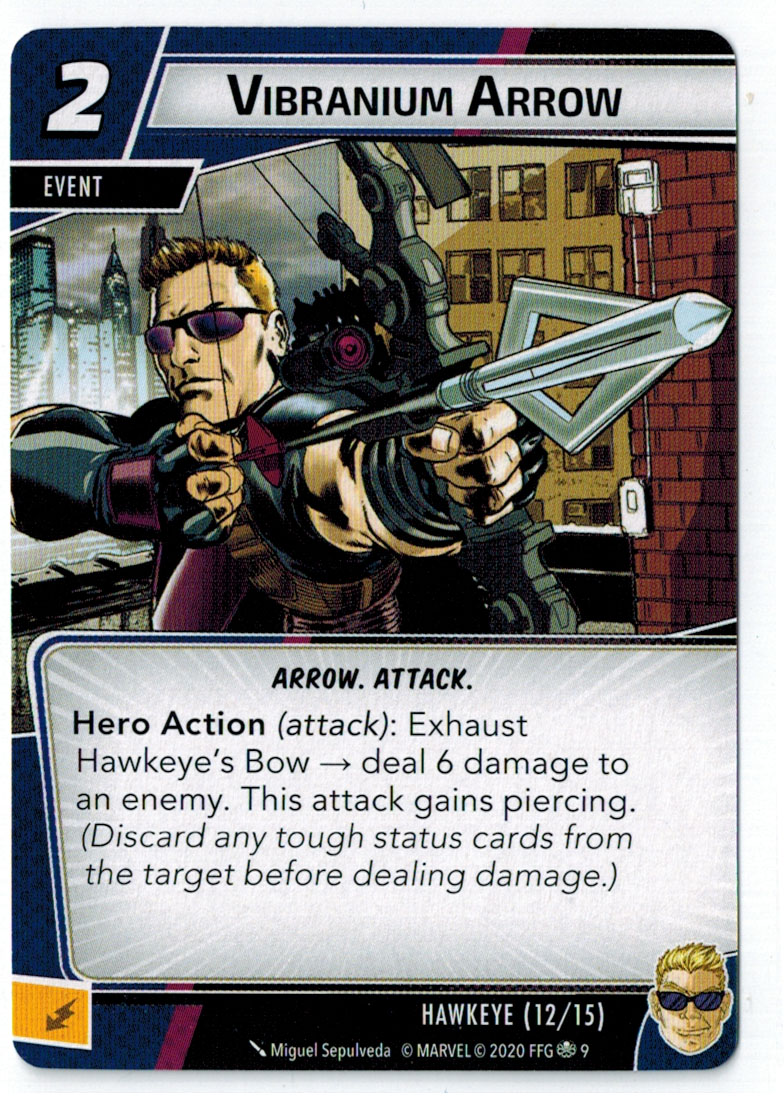 2
VIBRANIUM ARROW
EVENT
ARROW. ATTACK.
Hero Action (attack): Exhaust
Hawkeye's Bow → deal 6 damage to
an enemy. This attack gains piercing.
(Discard any tough status cards from
the target before dealing damage.)
HAWKEYE (12/15)
Miguel Sepulveda © MARVEL © 2020 FFG 9